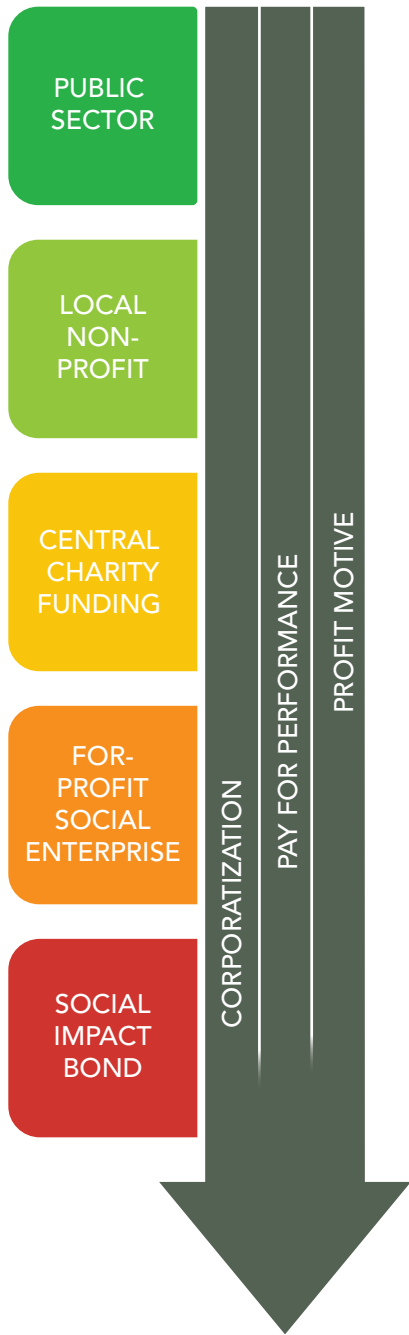 PUBLIC
SECTOR
LOCAL
NON-
PROFIT
CENTRAL
CHARITY
FUNDING
FOR-
PROFIT
SOCIAL
ENTERPRISE
SOCIAL
IMPACT
BOND
CORPORATIZATION
PAY FOR PERFORMANCE
PROFIT MOTIVE